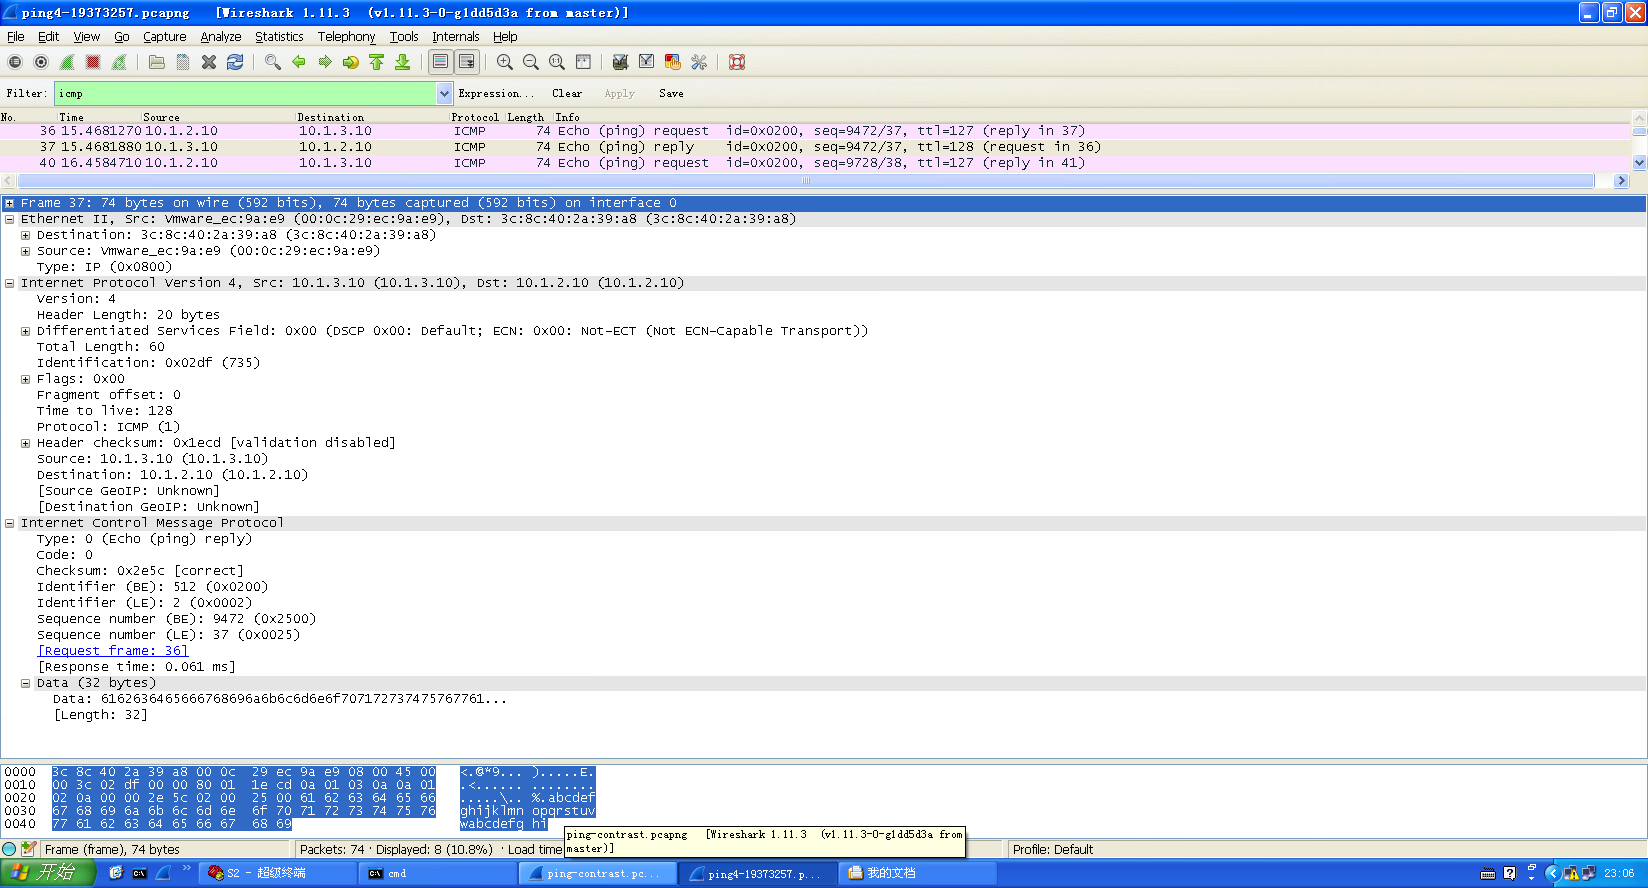 ping4-19373257.pcapng   [Wireshark 1.11.3  (v1.11.3-0-g1dd5d3a from master)]
File Edit View Go Capture Analyze Statistics Telephony Tools Internals Help
Filter: icmp Expression... Clear Apply Save
No. Time Source Destination Protocol Length Info
36 15.4681270 10.1.2.10 10.1.3.10 ICMP 74 Echo (ping) request  id=0x0200, seq=9472/37, ttl=127 (reply in 37)
37 15.4681880 10.1.3.10 10.1.2.10 ICMP 74 Echo (ping) reply    id=0x0200, seq=9472/37, ttl=128 (request in 36)
40 16.4584710 10.1.2.10 10.1.3.10 ICMP 74 Echo (ping) request  id=0x0200, seq=9728/38, ttl=127 (reply in 41)
Frame 37: 74 bytes on wire (592 bits), 74 bytes captured (592 bits) on interface 0
Ethernet II, Src: Vmware_ec:9a:e9 (00:0c:29:ec:9a:e9), Dst: 3c:8c:40:2a:39:a8 (3c:8c:40:2a:39:a8)
Destination: 3c:8c:40:2a:39:a8 (3c:8c:40:2a:39:a8)
Source: Vmware_ec:9a:e9 (00:0c:29:ec:9a:e9)
Type: IP (0x0800)
Internet Protocol Version 4, Src: 10.1.3.10 (10.1.3.10), Dst: 10.1.2.10 (10.1.2.10)
Version: 4
Header Length: 20 bytes
Differentiated Services Field: 0x00 (DSCP 0x00: Default; ECN: 0x00: Not-ECT (Not ECN-Capable Transport))
Total Length: 60
Identification: 0x02df (735)
Flags: 0x00
Fragment offset: 0
Time to live: 128
Protocol: ICMP (1)
Header checksum: 0x1ecd [validation disabled]
Source: 10.1.3.10 (10.1.3.10)
Destination: 10.1.2.10 (10.1.2.10)
[Source GeoIP: Unknown]
[Destination GeoIP: Unknown]
Internet Control Message Protocol
Type: 0 (Echo (ping) reply)
Code: 0
Checksum: 0x2e5c [correct]
Identifier (BE): 512 (0x0200)
Identifier (LE): 2 (0x0002)
Sequence number (BE): 9472 (0x2500)
Sequence number (LE): 37 (0x0025)
[Request frame: 36]
[Response time: 0.061 ms]
Data (32 bytes)
Data: 6162636465666768696a6b6c6d6e6f707172737475767761...
[Length: 32]
0000 3c 8c 40 2a 39 a8 00 0c  29 ec 9a e9 08 00 45 00 <.@*9... ).....E.
0010 00 3c 02 df 00 00 80 01  1e cd 0a 01 03 0a 0a 01 .<...... ........
0020 02 0a 00 00 2e 5c 02 00  25 00 61 62 63 64 65 66 .....\.. %.abcdef
0030 67 68 69 6a 6b 6c 6d 6e  6f 70 71 72 73 74 75 76 ghijklmn opqrstuv
0040 77 61 62 63 64 65 66 67  68 69 wabcdefg hi
ping-contrast.pcapng   [Wireshark 1.11.3  (v1.11.3-0-g1dd5d3a from
master)]
Frame (frame), 74 bytes Packets: 74 · Displayed: 8 (10.8%) · Load time Profile: Default
开始 S2 - 超级终端 cmd ping-contrast.pc... ping4-19373257.p... 我的文档 23:06